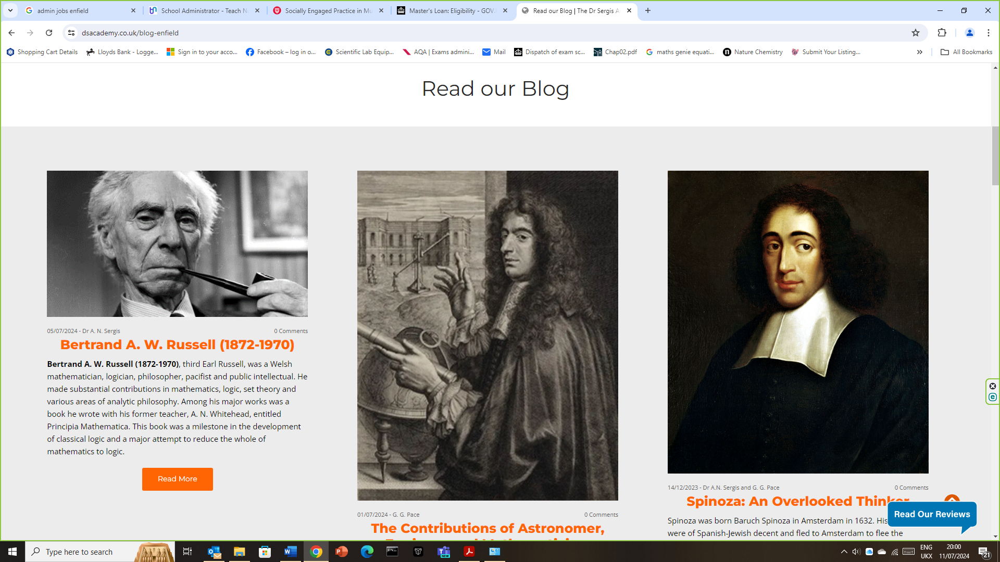 admin jobs enfield
School Administrator - Teach N
Socially Engaged Practice in Mu
Master's Loan: Eligibility - GOV.
Read our Blog | The Dr Sergis A
dsacademy.co.uk/blog-enfield
Shopping Cart Details
Lloyds Bank - Logge...
Sign in to your acco...
Facebook – log in o...
Scientific Lab Equip...
AQA | Exams admini...
Mail
Dispatch of exam sc...
Chap02.pdf
maths genie equati...
Nature Chemistry
Submit Your Listing...
All Bookmarks
Read our Blog
05/07/2024 - Dr A. N. Sergis
0 Comments
Bertrand A. W. Russell (1872-1970)
Bertrand A. W. Russell (1872-1970), third Earl Russell, was a Welsh
mathematician, logician, philosopher, pacifist and public intellectual. He
made substantial contributions in mathematics, logic, set theory and
various areas of analytic philosophy. Among his major works was a
book he wrote with his former teacher, A. N. Whitehead, entitled
Principia Mathematica. This book was a milestone in the development
of classical logic and a major attempt to reduce the whole of
mathematics to logic.
Read More
01/07/2024 - G. G. Pace
0 Comments
The Contributions of Astronomer,
14/12/2023 - Dr A.N. Sergis and G. G. Pace
0 Comments
Spinoza: An Overlooked Thinker
Spinoza was born Baruch Spinoza in Amsterdam in 1632. His
were of Spanish-Jewish decent and fled to Amsterdam to flee the
Read Our Reviews
Type here to search
ENG
UKX
20:00
11/07/2024
21